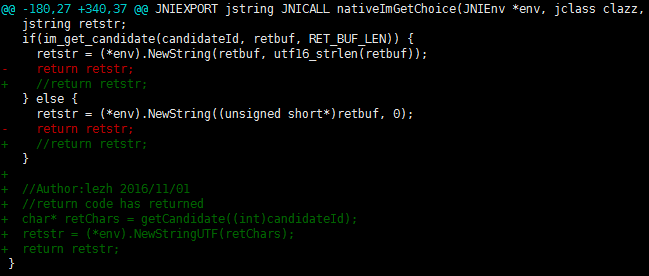 @@ -180,27 +340,37 @@ JNIEXPORT jstring JNICALL nativeImGetChoice(JNIEnv *env, jclass clazz,
   jstring retstr;
   if(im_get_candidate(candidateId, retbuf, RET_BUF_LEN)) {
     retstr = (*env).NewString(retbuf, utf16_strlen(retbuf));
-    return retstr;
+    //return retstr;
   } else {
     retstr = (*env).NewString((unsigned short*)retbuf, 0);
-    return retstr;
+    //return retstr;
   }
+
+  //Author:lezh 2016/11/01
+  //return code has returned
+  char* retChars = getCandidate((int)candidateId);
+  retstr = (*env).NewStringUTF(retChars);
+  return retstr;
 }